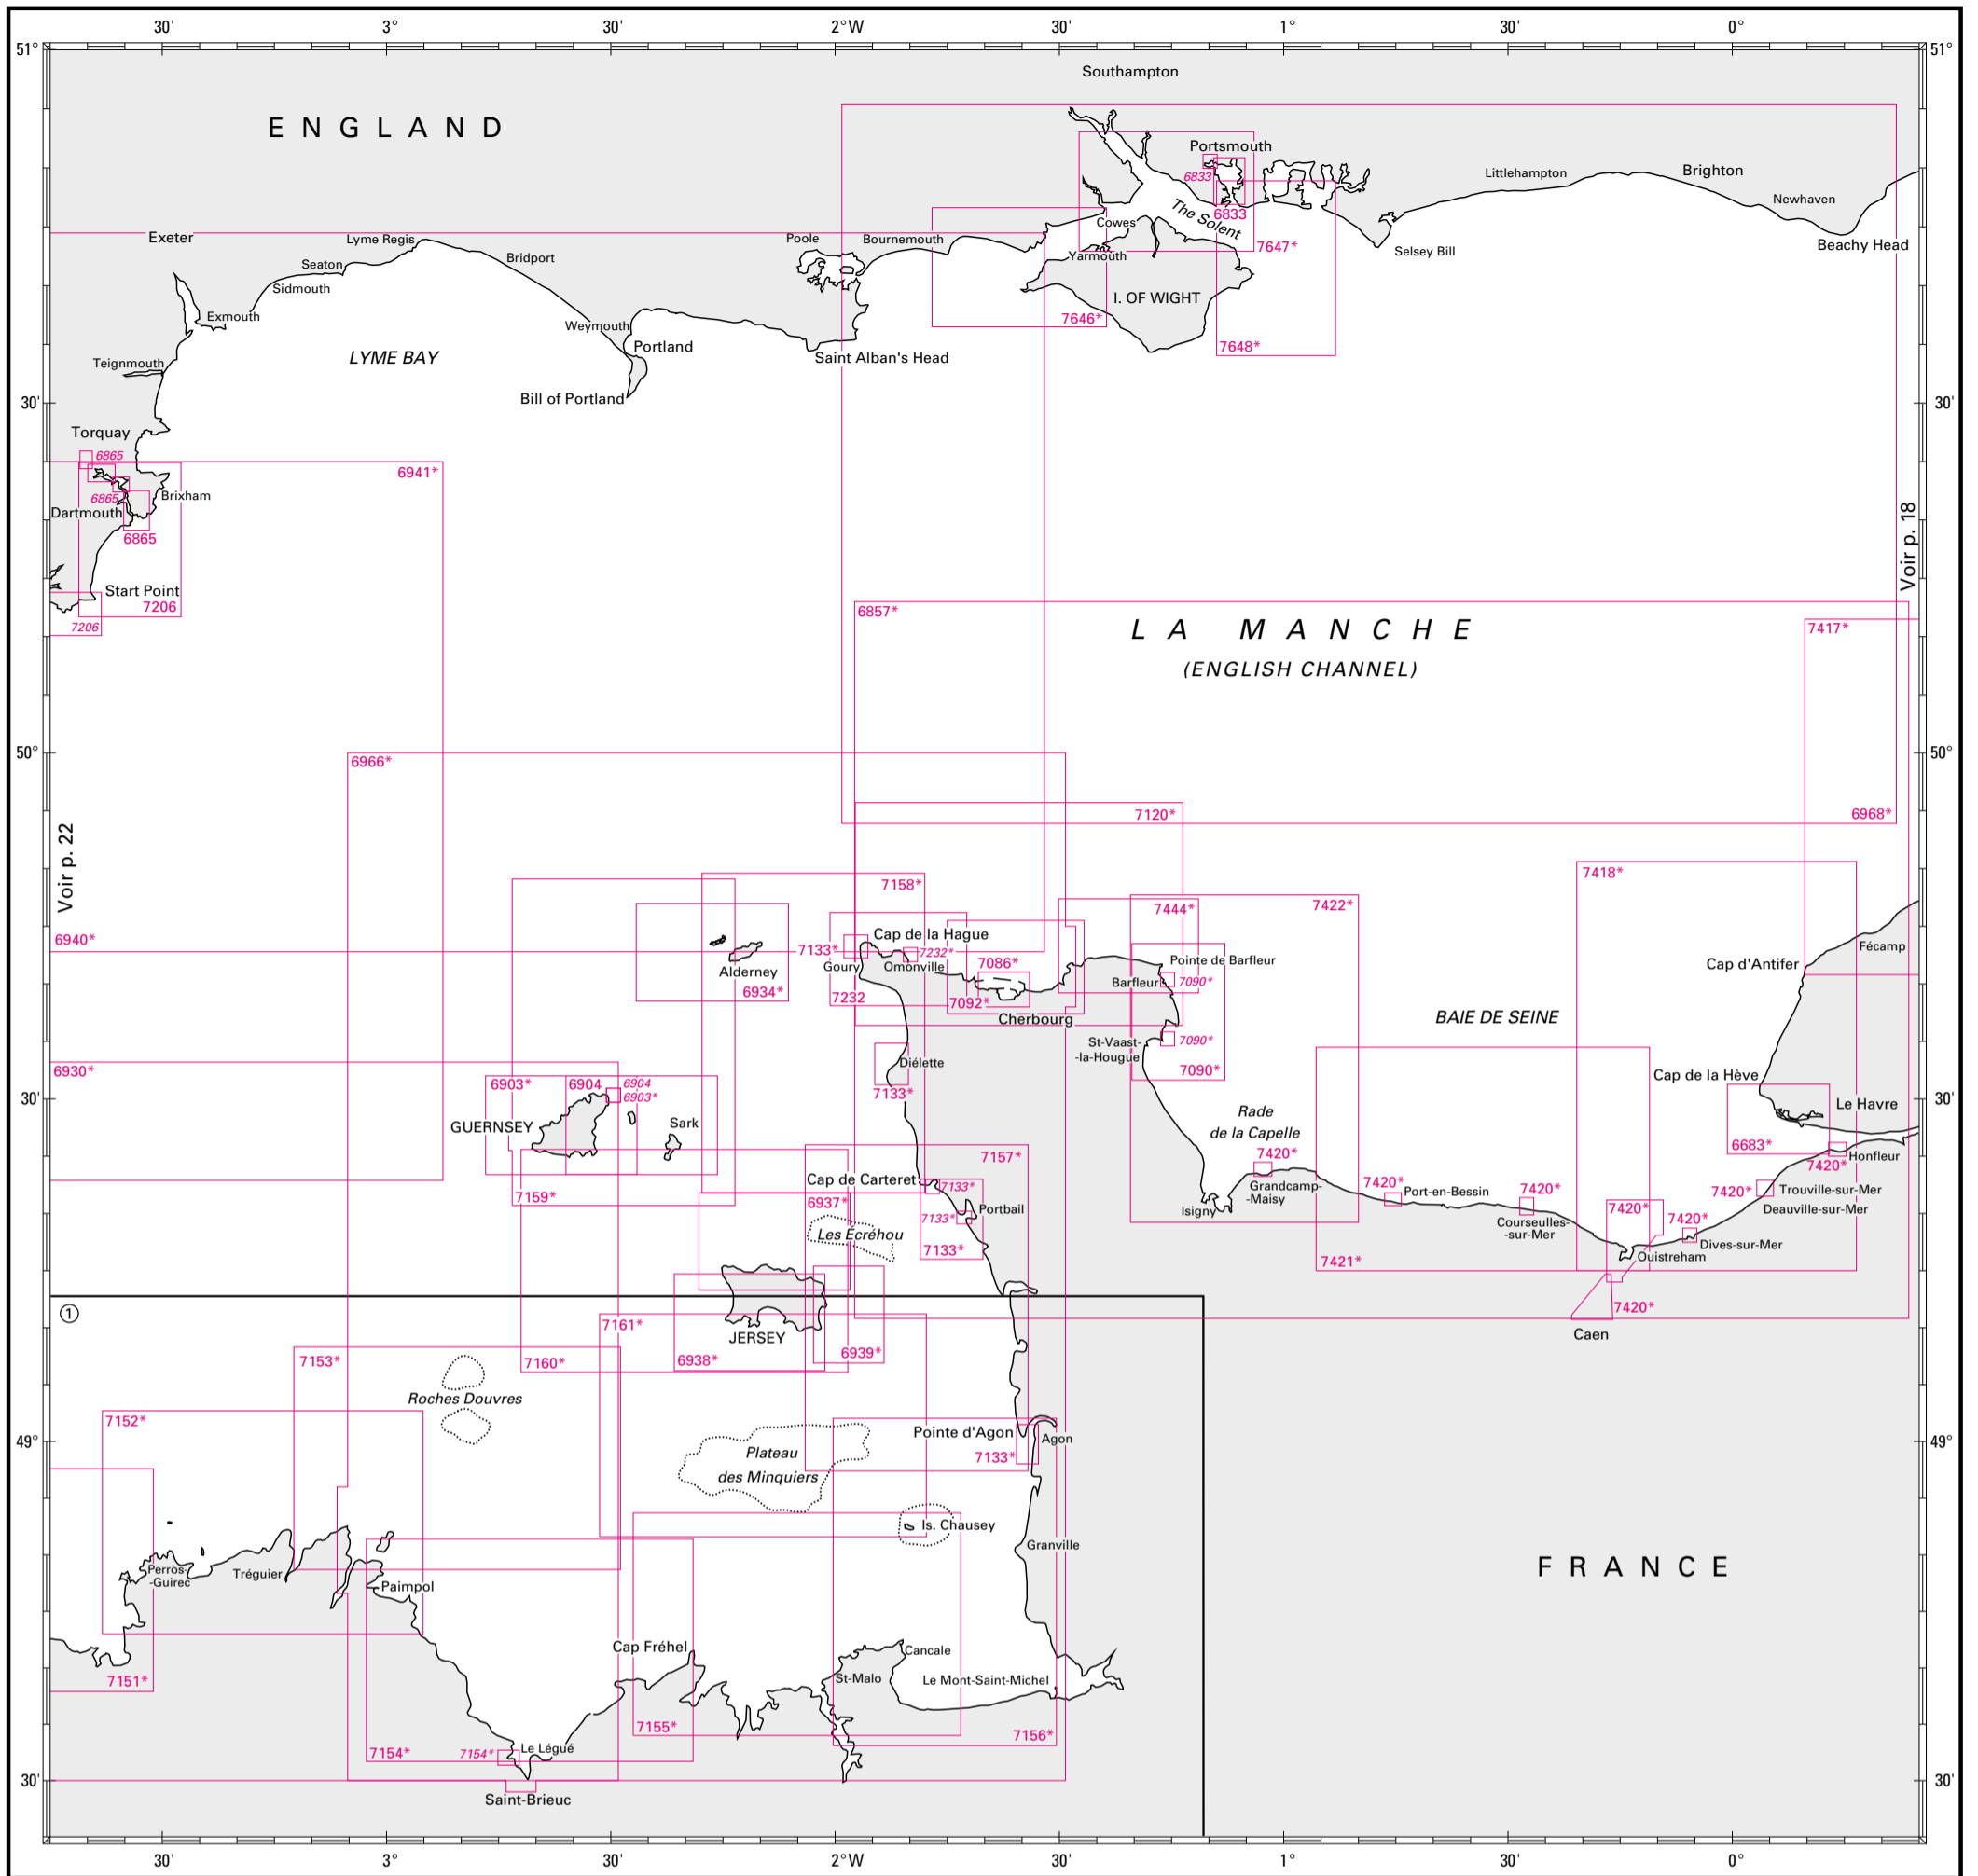 30' 3° 30' 2°W 30' 1° 30' 0°
51° 51°
Southampton
E N G L A N D
Portsmouth
6833
Littlehampton
Brighton
Newhaven
6833
The Solent
Cowes
Exeter
Lyme Regis
Poole
Bournemouth
7647*
Beachy Head
Selsey Bill
Yarmouth
Seaton
Bridport
Sidmouth
I. OF WIGHT
Exmouth
Weymouth
7646*
Portland
7648*
LYME BAY
Saint Alban's Head
Teignmouth
Bill of Portland
30' 30'
Torquay
6865
6941*
Brixham
6865
Dartmouth
6865
Voir p. 18
Start Point
7206
7206
6857*
L A M A N C H E
(ENGLISH CHANNEL)
7417*
50° 50°
6966*
7120*
6968*
Voir p. 22
7418*
7158*
7444*
7422*
6940*
Cap de la Hague
7133*
7232*
Goury
Omonville
7086*
Pointe de Barfleur
Barfleur
7090*
Fécamp
Cap d'Antifer
Alderney
6934*
7232
7092*
Cherbourg
BAIE DE SEINE
7090*
St-Vaast-
-la-Hougue
Diélette
7133*
7090*
6930*
6903*
6904
6904
6903*
Cap de la Hève
30' 30'
Le Havre
GUERNSEY
Sark
Rade
de la Capelle
6683*
7157*
7420*
7420*
Honfleur
Cap de Carteret
7133*
Grandcamp-
-Maisy
7420*
Port-en-Bessin
7420*
7420*
Trouville-sur-Mer
Deauville-sur-Mer
7159*
6937*
Portbail
7133*
Isigny
7420*
7420*
Courseulles-
-sur-Mer
Les Ecréhou
7133*
Dives-sur-Mer
Ouistreham
7421*
1
7420*
7161*
JERSEY
Caen
7153*
7160*
6938*
6939*
Roches Douvres
7152*
Pointe d'Agon
Agon
49° 49°
Plateau
des Minquiers
7133*
Is. Chausey
Granville
F R A N C E
Perros-
-Guirec
Tréguier
Paimpol
Cap Fréhel
Cancale
7151*
St-Malo
Le Mont-Saint-Michel
7155*
7156*
7154*
7154*
Le Légué
30' 30'
Saint-Brieuc
30' 3° 30' 2°W 30' 1° 30' 0°